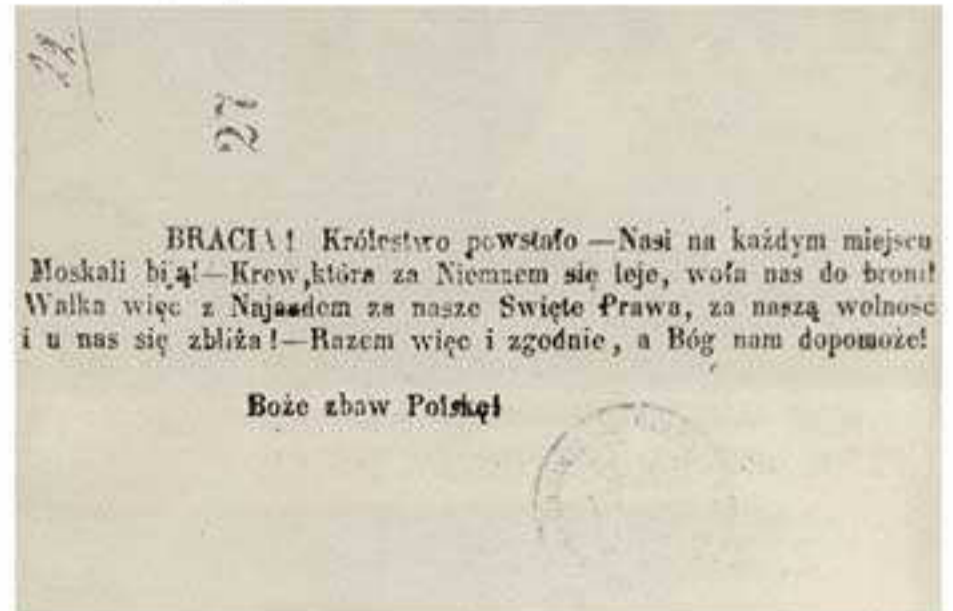 27
BRACIA! Królestwo powstało —Nasi na każdym miejscu
Moskali biją!—Krew,która za Niemnem się leje, woła nas do broni!
Walka więc z Najazdem za nasze Swięte Prawa, za naszą wolnosc
i u nas się zbliża!—Razem więc i zgodnie, a Bóg nam dopomoże!
Boże zbaw Polskę!